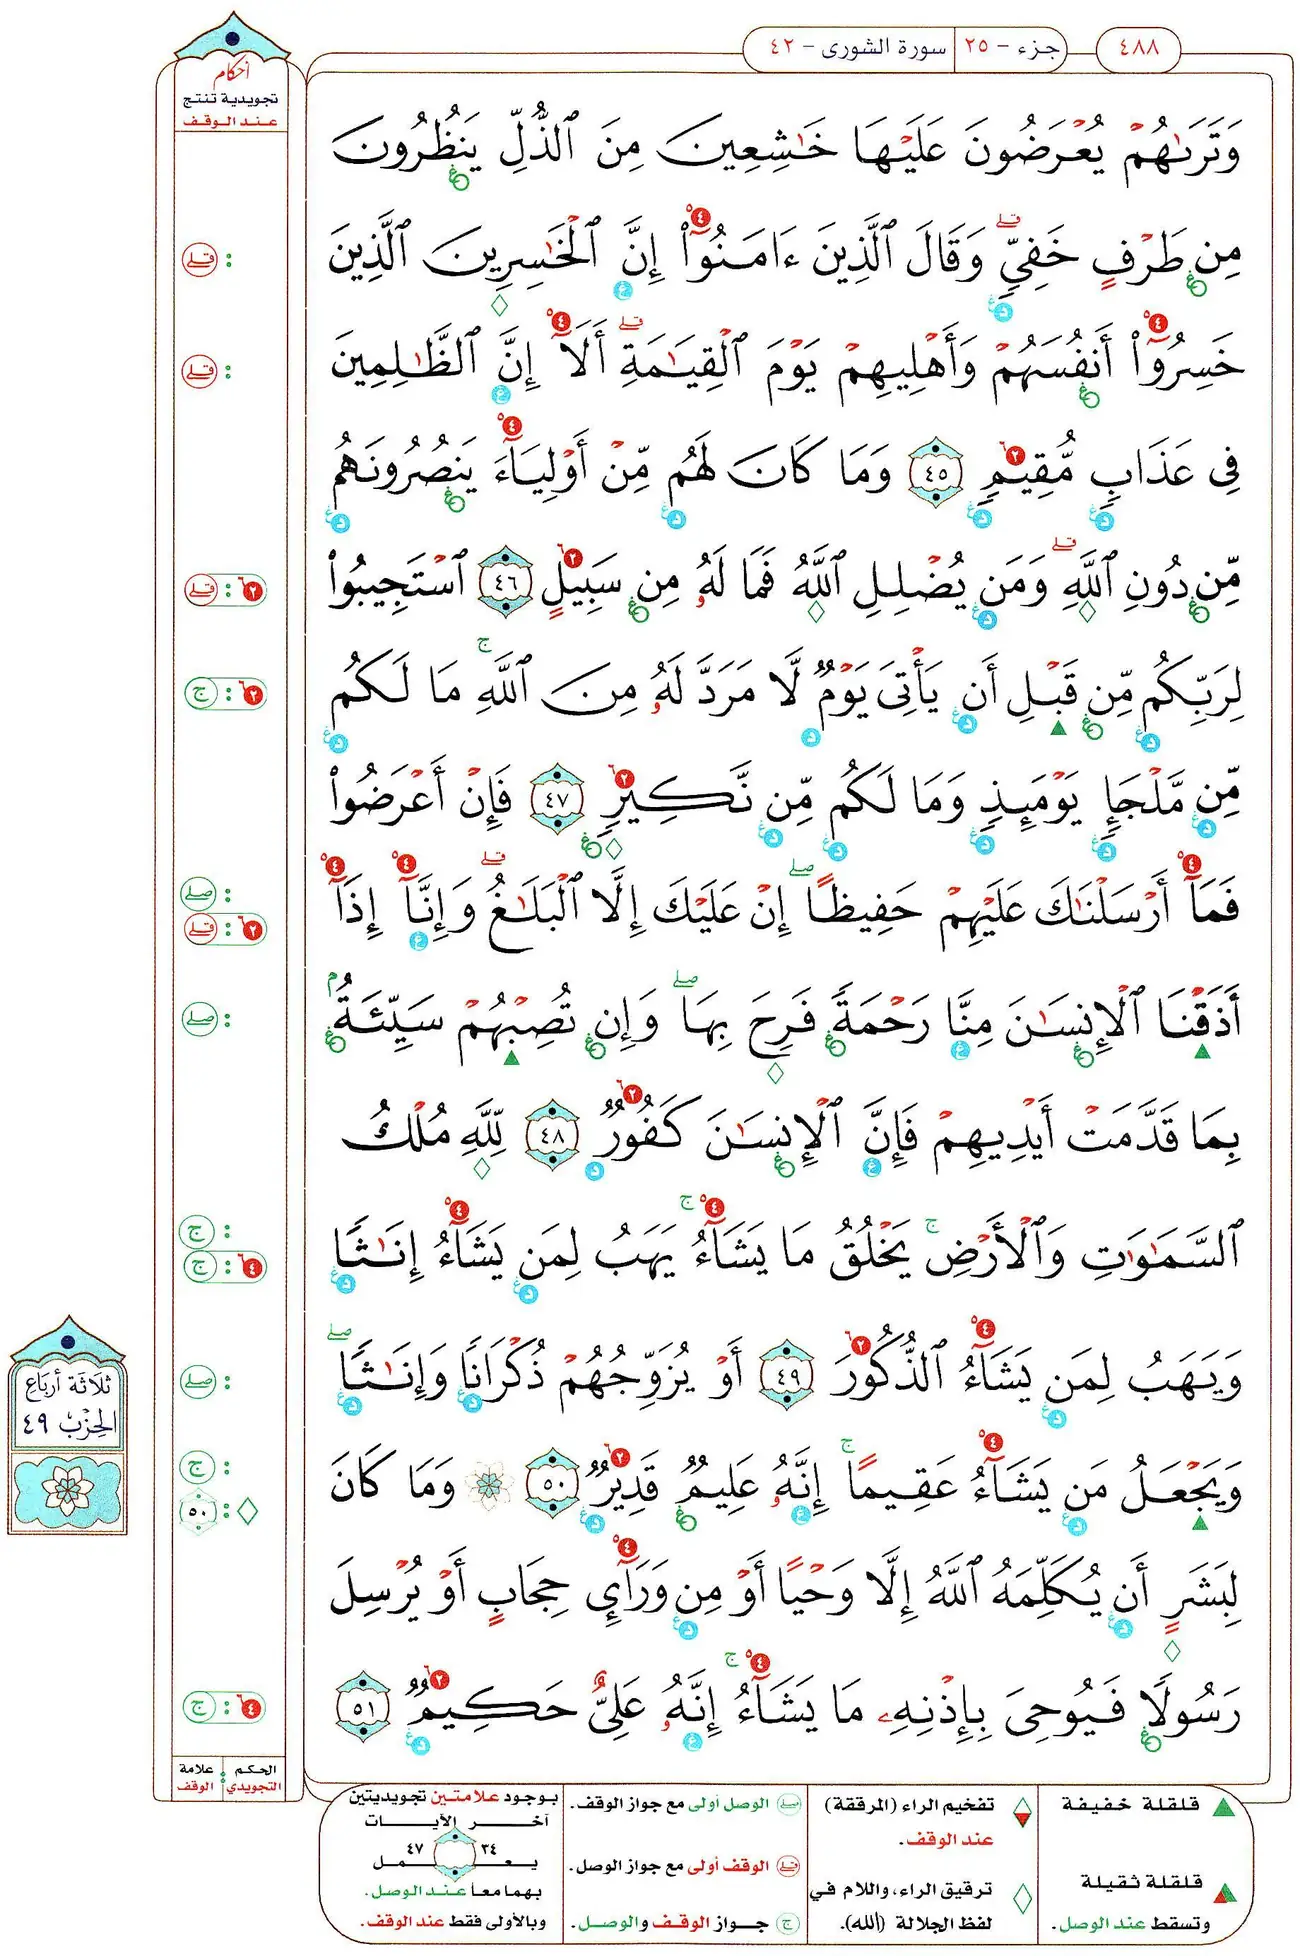 ٤٨٨
جزء - ٢٥ سورة الشورى - ٤٢
أحكام
تجويدية تنتج
عند الوقف
وَتَرَىٰهُمْ يُعْرَضُونَ عَلَيْهَا خَٰشِعِينَ مِنَ ٱلذُّلِّ يَنظُرُونَ
مِن طَرْفٍ خَفِىٍّ ۗ وَقَالَ ٱلَّذِينَ ءَامَنُوٓا۟ إِنَّ ٱلْخَٰسِرِينَ ٱلَّذِينَ
خَسِرُوٓا۟ أَنفُسَهُمْ وَأَهْلِيهِمْ يَوْمَ ٱلْقِيَٰمَةِ ۗ أَلَآ إِنَّ ٱلظَّٰلِمِينَ
فِى عَذَابٍ مُّقِيمٍ ٤٥ وَمَا كَانَ لَهُم مِّنْ أَوْلِيَآءَ يَنصُرُونَهُم
مِّن دُونِ ٱللَّهِ ۗ وَمَن يُضْلِلِ ٱللَّهُ فَمَا لَهُۥ مِن سَبِيلٍ ٤٦ ٱسْتَجِيبُوا۟
لِرَبِّكُم مِّن قَبْلِ أَن يَأْتِىَ يَوْمٌ لَّا مَرَدَّ لَهُۥ مِنَ ٱللَّهِ ۚ مَا لَكُم
مِّن مَّلْجَإٍ يَوْمَئِذٍ وَمَا لَكُم مِّن نَّكِيرٍ ٤٧ فَإِنْ أَعْرَضُوا۟
فَمَآ أَرْسَلْنَٰكَ عَلَيْهِمْ حَفِيظًا ۖ إِنْ عَلَيْكَ إِلَّا ٱلْبَلَٰغُ ۗ وَإِنَّآ إِذَآ
أَذَقْنَا ٱلْإِنسَٰنَ مِنَّا رَحْمَةً فَرِحَ بِهَا ۖ وَإِن تُصِبْهُمْ سَيِّئَةٌۢ
بِمَا قَدَّمَتْ أَيْدِيهِمْ فَإِنَّ ٱلْإِنسَٰنَ كَفُورٌ ٤٨ لِّلَّهِ مُلْكُ
ٱلسَّمَٰوَٰتِ وَٱلْأَرْضِ ۚ يَخْلُقُ مَا يَشَآءُ ۚ يَهَبُ لِمَن يَشَآءُ إِنَٰثًا
وَيَهَبُ لِمَن يَشَآءُ ٱلذُّكُورَ ٤٩ أَوْ يُزَوِّجُهُمْ ذُكْرَانًا وَإِنَٰثًا ۖ
وَيَجْعَلُ مَن يَشَآءُ عَقِيمًا ۚ إِنَّهُۥ عَلِيمٌ قَدِيرٌ ٥٠ وَمَا كَانَ
لِبَشَرٍ أَن يُكَلِّمَهُ ٱللَّهُ إِلَّا وَحْيًا أَوْ مِن وَرَآئِ حِجَابٍ أَوْ يُرْسِلَ
رَسُولًا فَيُوحِىَ بِإِذْنِهِۦ مَا يَشَآءُ ۚ إِنَّهُۥ عَلِىٌّ حَكِيمٌ ٥١
ثلاثة أرباع
الحزب ٤٩
الحكم : علامة
التجويدي : الوقف
قلقلة خفيفة
قلقلة ثقيلة
وتسقط عند الوصل.
تفخيم الراء (المرققة)
عند الوقف.
ترقيق الراء، واللام في
لفظ الجلالة (الله).
صلى الوصل أولى مع جواز الوقف.
قلى الوقف أولى مع جواز الوصل.
ج جواز الوقف والوصل.
بوجود علامتين تجويديتين
آخر الآيات
٣٤ ٤٧
يعمل
بهما معا عند الوصل.
وبالأولى فقط عند الوقف.